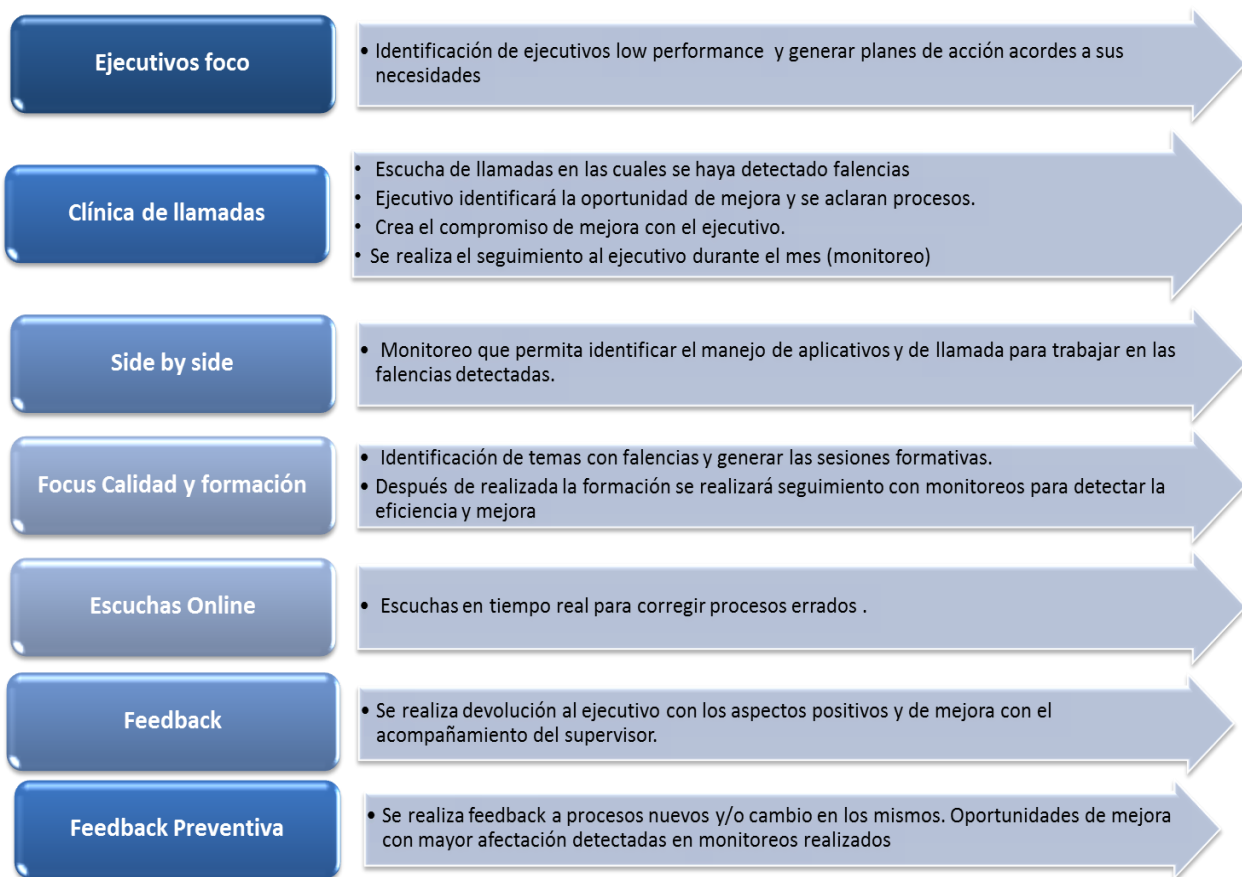 Ejecutivos foco
• Identificación de ejecutivos low performance y generar planes de acción acordes a sus
necesidades
Clínica de llamadas
• Escucha de llamadas en las cuales se haya detectado falencias
• Ejecutivo identificará la oportunidad de mejora y se aclaran procesos.
• Crea el compromiso de mejora con el ejecutivo.
• Se realiza el seguimiento al ejecutivo durante el mes (monitoreo)
Side by side
• Monitoreo que permita identificar el manejo de aplicativos y de llamada para trabajar en las
falencias detectadas.
Focus Calidad y formación
• Identificación de temas con falencias y generar las sesiones formativas.
• Después de realizada la formación se realizará seguimiento con monitoreos para detectar la
eficiencia y mejora
Escuchas Online
• Escuchas en tiempo real para corregir procesos errados .
Feedback
• Se realiza devolución al ejecutivo con los aspectos positivos y de mejora con el
acompañamiento del supervisor.
Feedback Preventiva
• Se realiza feedback a procesos nuevos y/o cambio en los mismos. Oportunidades de mejora
con mayor afectación detectadas en monitoreos realizados